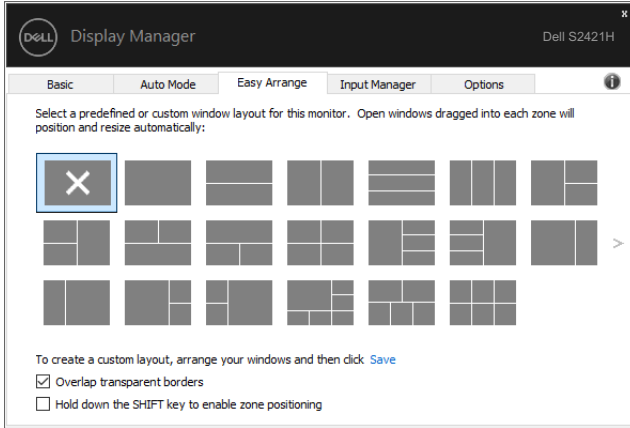 x
DELL Display Manager Dell S2421H
Basic Auto Mode Easy Arrange Input Manager Options i
Select a predefined or custom window layout for this monitor. Open windows dragged into each zone will
position and resize automatically:
>
To create a custom layout, arrange your windows and then click Save
Overlap transparent borders
Hold down the SHIFT key to enable zone positioning